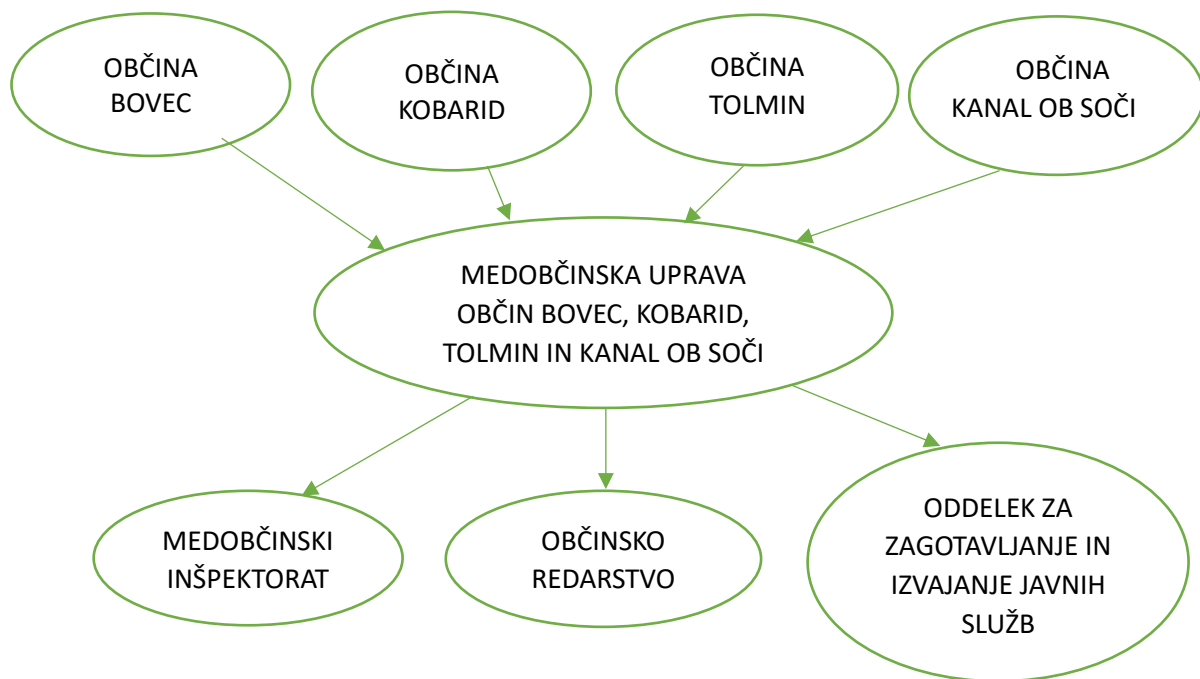 OBČINA
BOVEC
OBČINA
KOBARID
OBČINA
TOLMIN
OBČINA
KANAL OB SOČI
MEDOBČINSKA UPRAVA
OBČIN BOVEC, KOBARID,
TOLMIN IN KANAL OB SOČI
MEDOBČINSKI
INŠPEKTORAT
OBČINSKO
REDARSTVO
ODDELEK ZA
ZAGOTAVLJANJE IN
IZVAJANJE JAVNIH
SLUŽB